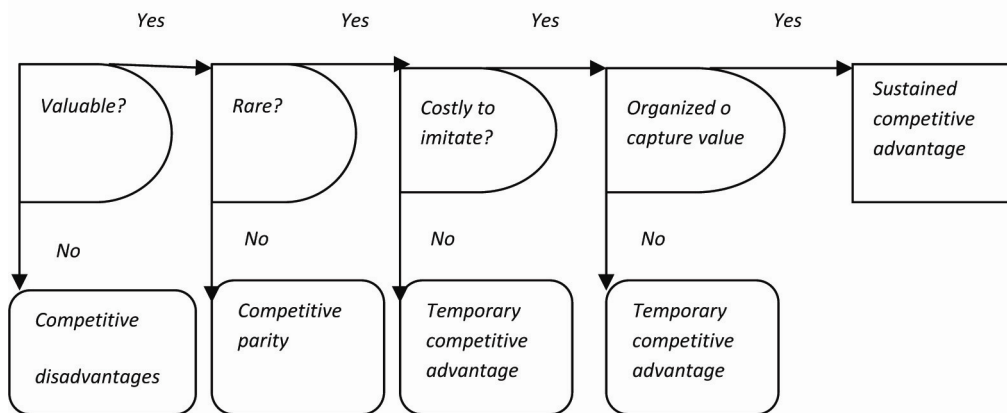 Yes
Yes
Yes
Yes
Valuable?
Rare?
Costly to
imitate?
Organized o
capture value
Sustained
competitive
advantage
No
No
No
No
Competitive
disadvantages
Competitive
parity
Temporary
competitive
advantage
Temporary
competitive
advantage